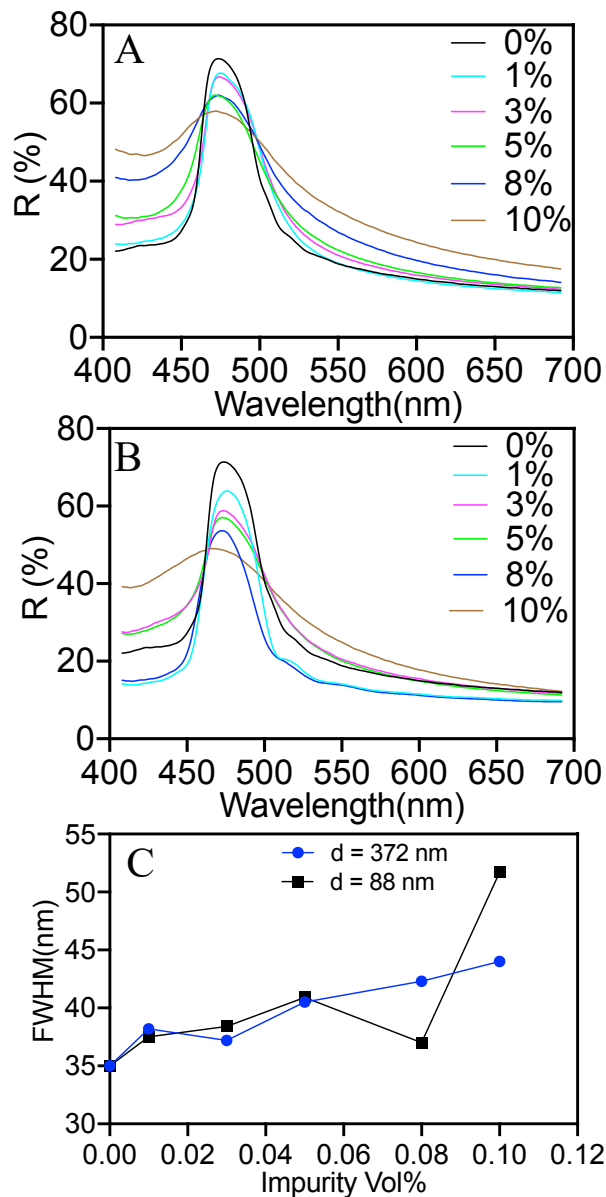 A
80
60
40
20
0
R (%)
0%
1%
3%
5%
8%
10%
400 450 500 550 600 650 700
Wavelength(nm)
B
80
60
40
20
0
R (%)
0%
1%
3%
5%
8%
10%
400 450 500 550 600 650 700
Wavelength(nm)
C
55
50
45
40
35
30
FWHM(nm)
d = 372 nm
d = 88 nm
0.00 0.02 0.04 0.06 0.08 0.10 0.12
Impurity Vol%